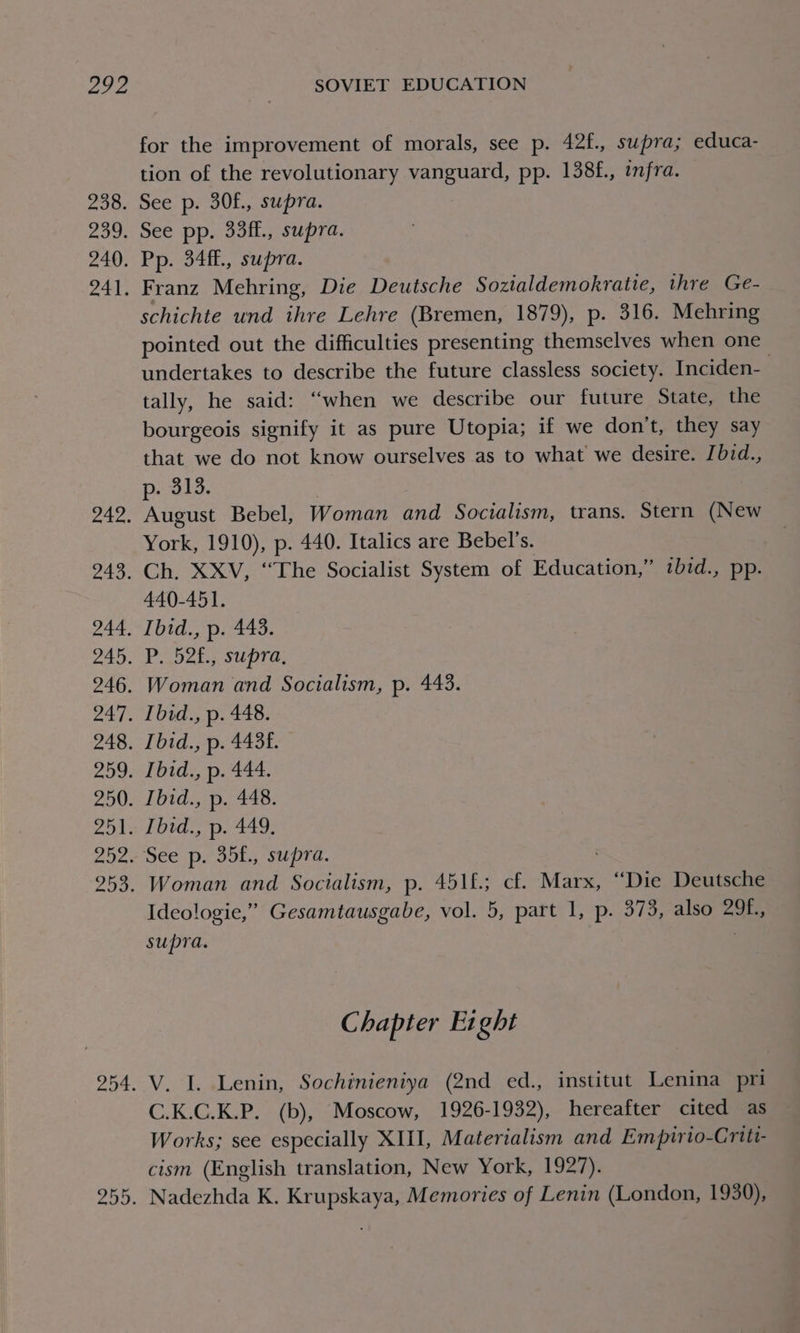 292 SOVIET EDUCATION
for the improvement of morals, see p. 42f., supra; educa-
tion of the revolutionary vanguard, pp. 138f., infra.
238. See p. 30f., supra.
239. See pp. 33ff., supra.
240. Pp. 34ff., supra.
241. Franz Mehring, Die Deutsche Sozialdemokratie, ihre Ge-
schichte und ihre Lehre (Bremen, 1879), p. 316. Mehring
pointed out the difficulties presenting themselves when one
undertakes to describe the future classless society. Inciden-
tally, he said: “when we describe our future State, the
bourgeois signify it as pure Utopia; if we don’t, they say
that we do not know ourselves as to what we desire. Ibid.,
p. 313.
242. August Bebel, Woman and Socialism, trans. Stern (New
York, 1910), p. 440. Italics are Bebel’s.
243. Ch. XXV, “The Socialist System of Education,” ibid., pp.
440-451.
244. Ibid., p. 443.
245. P. 52f., supra.
246. Woman and Socialism, p. 443.
247. Ibid., p. 448.
248. Ibid., p. 443f.
259. Ibid., p. 444.
250. Ibid., p. 448.
251. Ibid., p. 449.
252. See p. 35f., supra.
253. Woman and Socialism, p. 451f.; cf. Marx, “Die Deutsche
Ideologie,” Gesamtausgabe, vol. 5, part 1, p. 373, also 29f.,
supra.
Chapter Eight
254. V. I. Lenin, Sochinieniya (2nd ed., institut Lenina pri
C.K.C.K.P. (b), Moscow, 1926-1932), hereafter cited as
Works; see especially XIII, Materialism and Empirio-Criti-
cism (English translation, New York, 1927).
255. Nadezhda K. Krupskaya, Memories of Lenin (London, 1930),